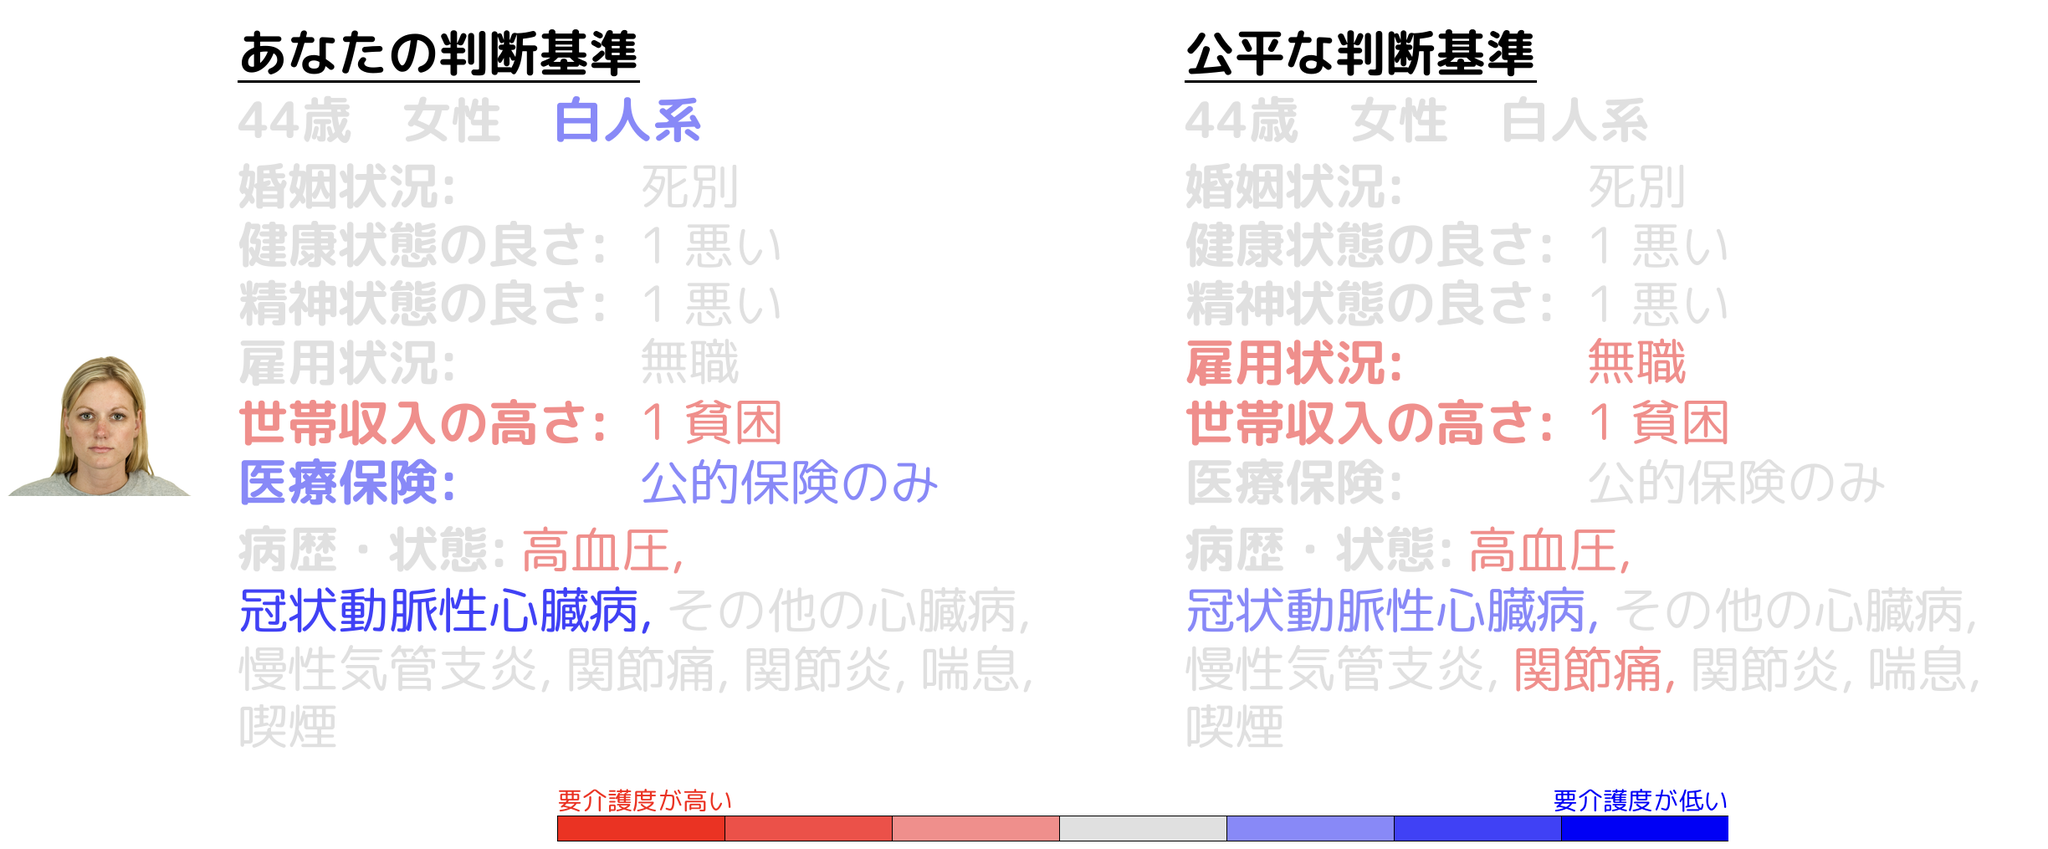 あなたの判断基準
44歳 女性 白人系
婚姻状況: 死別
健康状態の良さ: 1 悪い
精神状態の良さ: 1 悪い
雇用状況: 無職
世帯収入の高さ: 1 貧困
医療保険: 公的保険のみ
病歴・状態: 高血圧,
冠状動脈性心臓病, その他の心臓病,
慢性気管支炎, 関節痛, 関節炎, 喘息,
喫煙
公平な判断基準
44歳 女性 白人系
婚姻状況: 死別
健康状態の良さ: 1 悪い
精神状態の良さ: 1 悪い
雇用状況: 無職
世帯収入の高さ: 1 貧困
医療保険: 公的保険のみ
病歴・状態: 高血圧,
冠状動脈性心臓病, その他の心臓病,
慢性気管支炎, 関節痛, 関節炎, 喘息,
喫煙
要介護度が高い
要介護度が低い